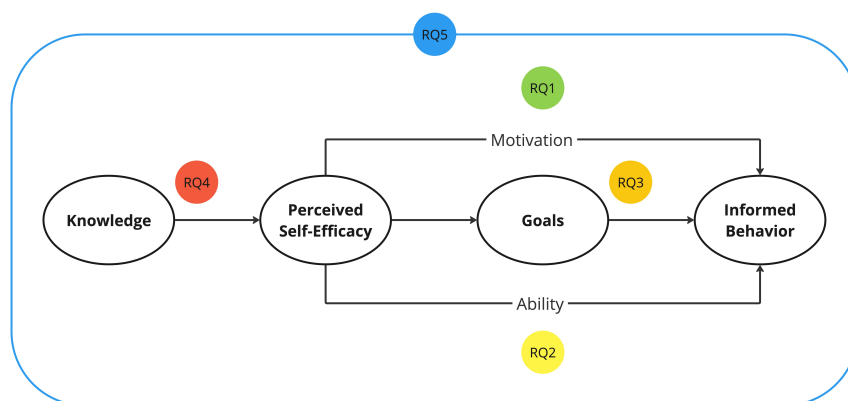 RQ5
RQ1
Motivation
RQ4
RQ3
Knowledge
Perceived
Self-Efficacy
Goals
Informed
Behavior
Ability
RQ2